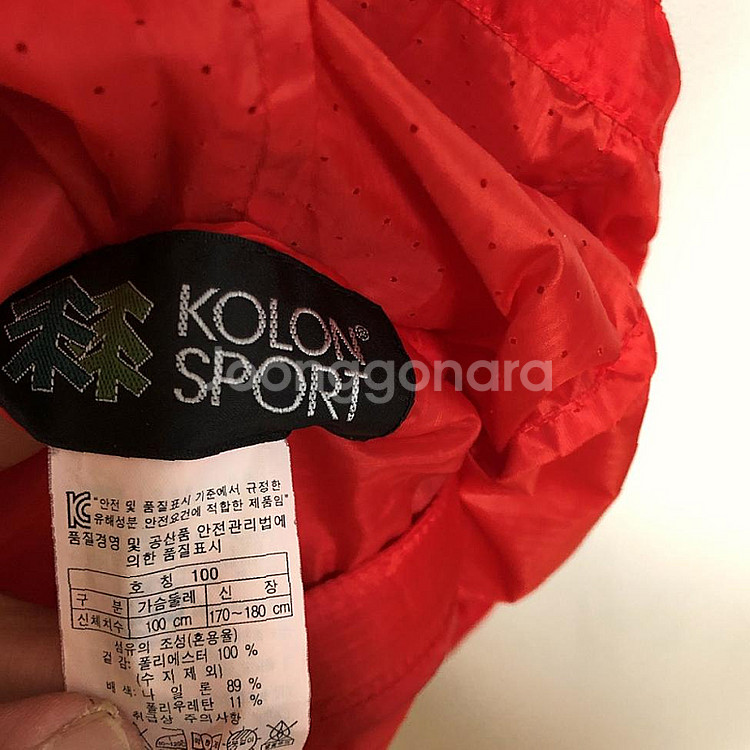 KOLON®
SPORT
joonggonara
KC "안전 및 품질표시 기준에서 규정한
유해성분 안전요건에 적합한 제품임"
품질경영 및 공산품 안전관리법에
의한 품질표시
호 칭 100
구 분 가슴둘레 신 장
신체치수 100 cm 170~180 cm
섬유의 조성(혼용율)
겉 감: 폴리에스터 100 %
(수 지 제 외)
배 색: 나 일 론 89 %
폴리우레탄 11 %
취급상 주의사항